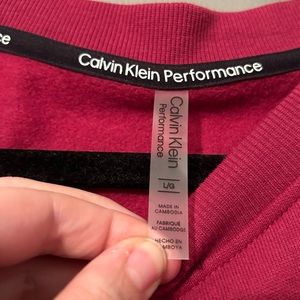 Calvin Klein Performance
Calvin Klein
Performance
L/G
MADE IN
CAMBODIA
FABRIQUÉ
AU CAMBODGE
HECHO EN
CAMBOYA